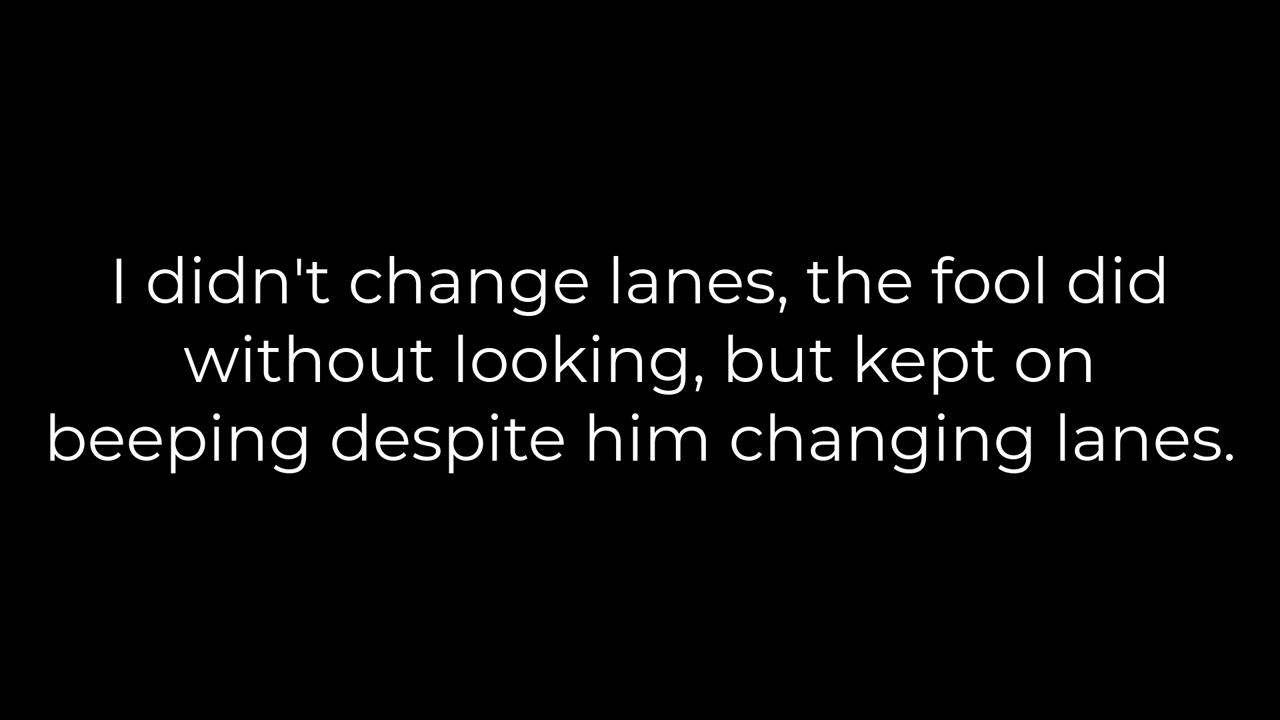 I didn't change lanes, the fool did
without looking, but kept on
beeping despite him changing lanes.